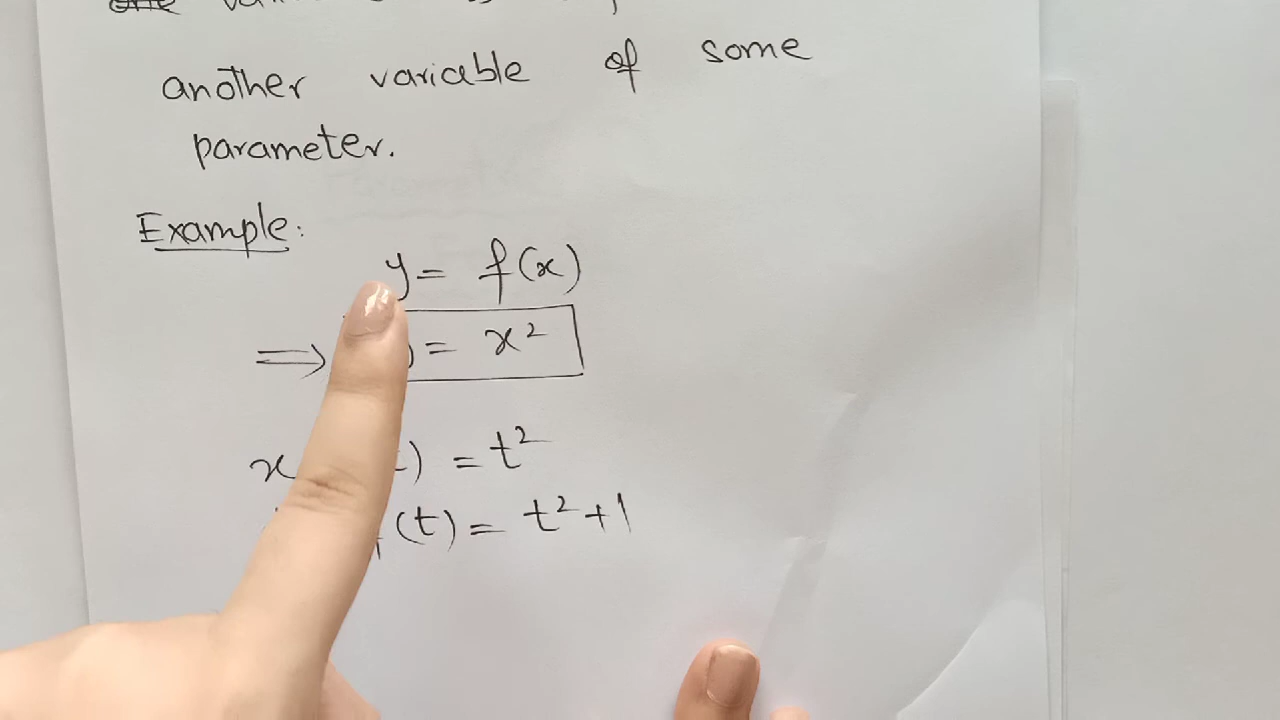 another variable of some
parameter.
Example:
y = f(x)
⇒ = x²
x ) = t²
(t) = t²+1